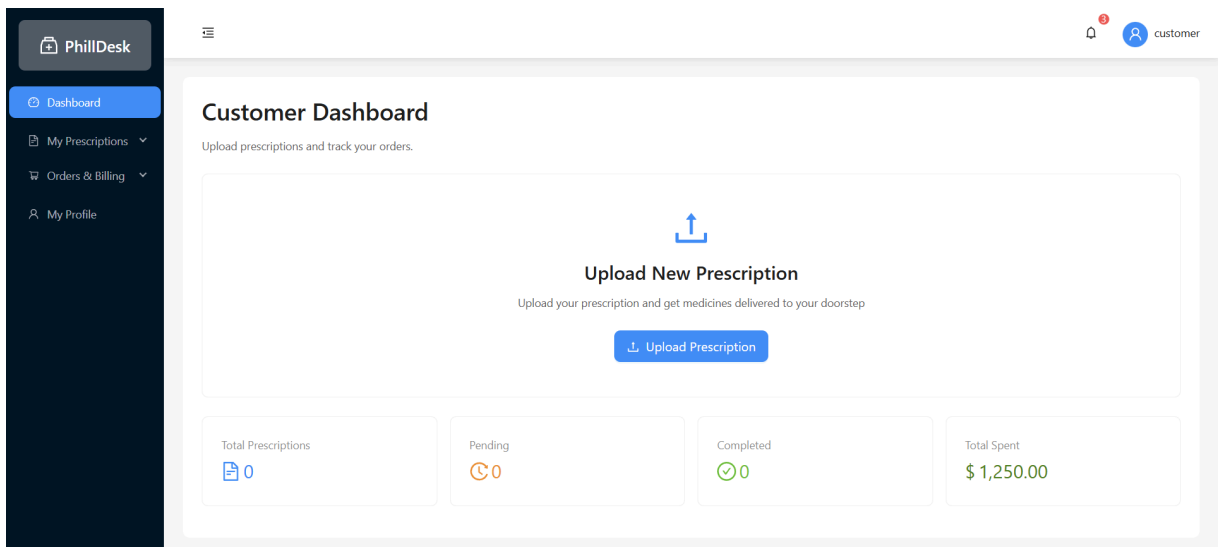 PhillDesk
3
customer
Dashboard
My Prescriptions
Orders & Billing
My Profile
Customer Dashboard
Upload prescriptions and track your orders.
Upload New Prescription
Upload your prescription and get medicines delivered to your doorstep
Upload Prescription
Total Prescriptions
0
Pending
0
Completed
0
Total Spent
$ 1,250.00